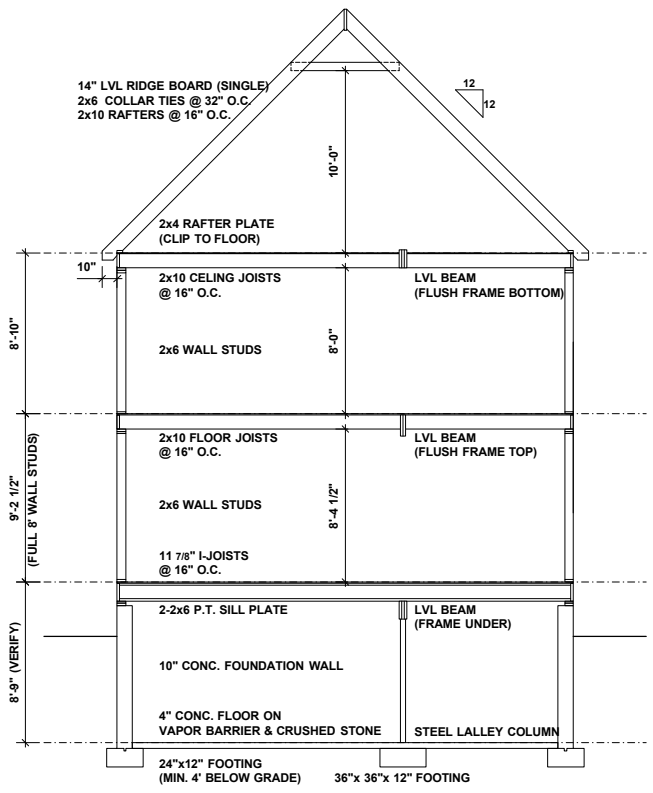 14" LVL RIDGE BOARD (SINGLE)
2x6 COLLAR TIES @ 32" O.C.
2x10 RAFTERS @ 16" O.C.
12
12
10'-0"
2x4 RAFTER PLATE
(CLIP TO FLOOR)
10"
2x10 CELING JOISTS
@ 16" O.C.
LVL BEAM
(FLUSH FRAME BOTTOM)
8'-10"
8'-0"
2x6 WALL STUDS
2x10 FLOOR JOISTS
@ 16" O.C.
LVL BEAM
(FLUSH FRAME TOP)
9'-2 1/2"
(FULL 8' WALL STUDS)
8'-4 1/2"
2x6 WALL STUDS
11 7/8" I-JOISTS
@ 16" O.C.
2-2x6 P.T. SILL PLATE
LVL BEAM
(FRAME UNDER)
8'-9" (VERIFY)
10" CONC. FOUNDATION WALL
4" CONC. FLOOR ON
VAPOR BARRIER & CRUSHED STONE
STEEL LALLEY COLUMN
24"x12" FOOTING
(MIN. 4' BELOW GRADE)
36"x 36"x 12" FOOTING